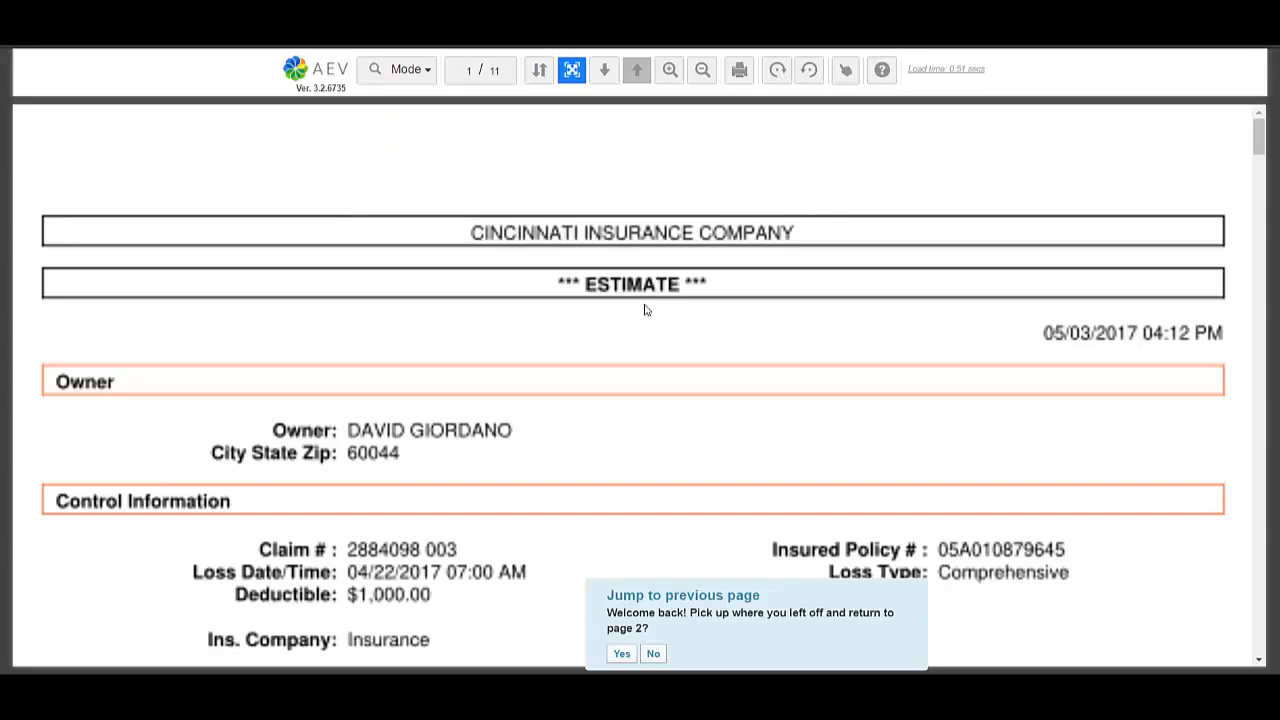 AEV
Ver. 3.2.6735
Mode
1 / 11
Load time: 0.51 secs
CINCINNATI INSURANCE COMPANY
*** ESTIMATE ***
05/03/2017 04:12 PM
Owner
Owner: DAVID GIORDANO
City State Zip: 60044
Control Information
Claim # : 2884098 003 Insured Policy # : 05A010879645
Loss Date/Time: 04/22/2017 07:00 AM Loss Type: Comprehensive
Deductible: $1,000.00
Ins. Company: Insurance
Jump to previous page
Welcome back! Pick up where you left off and return to
page 2?
Yes No